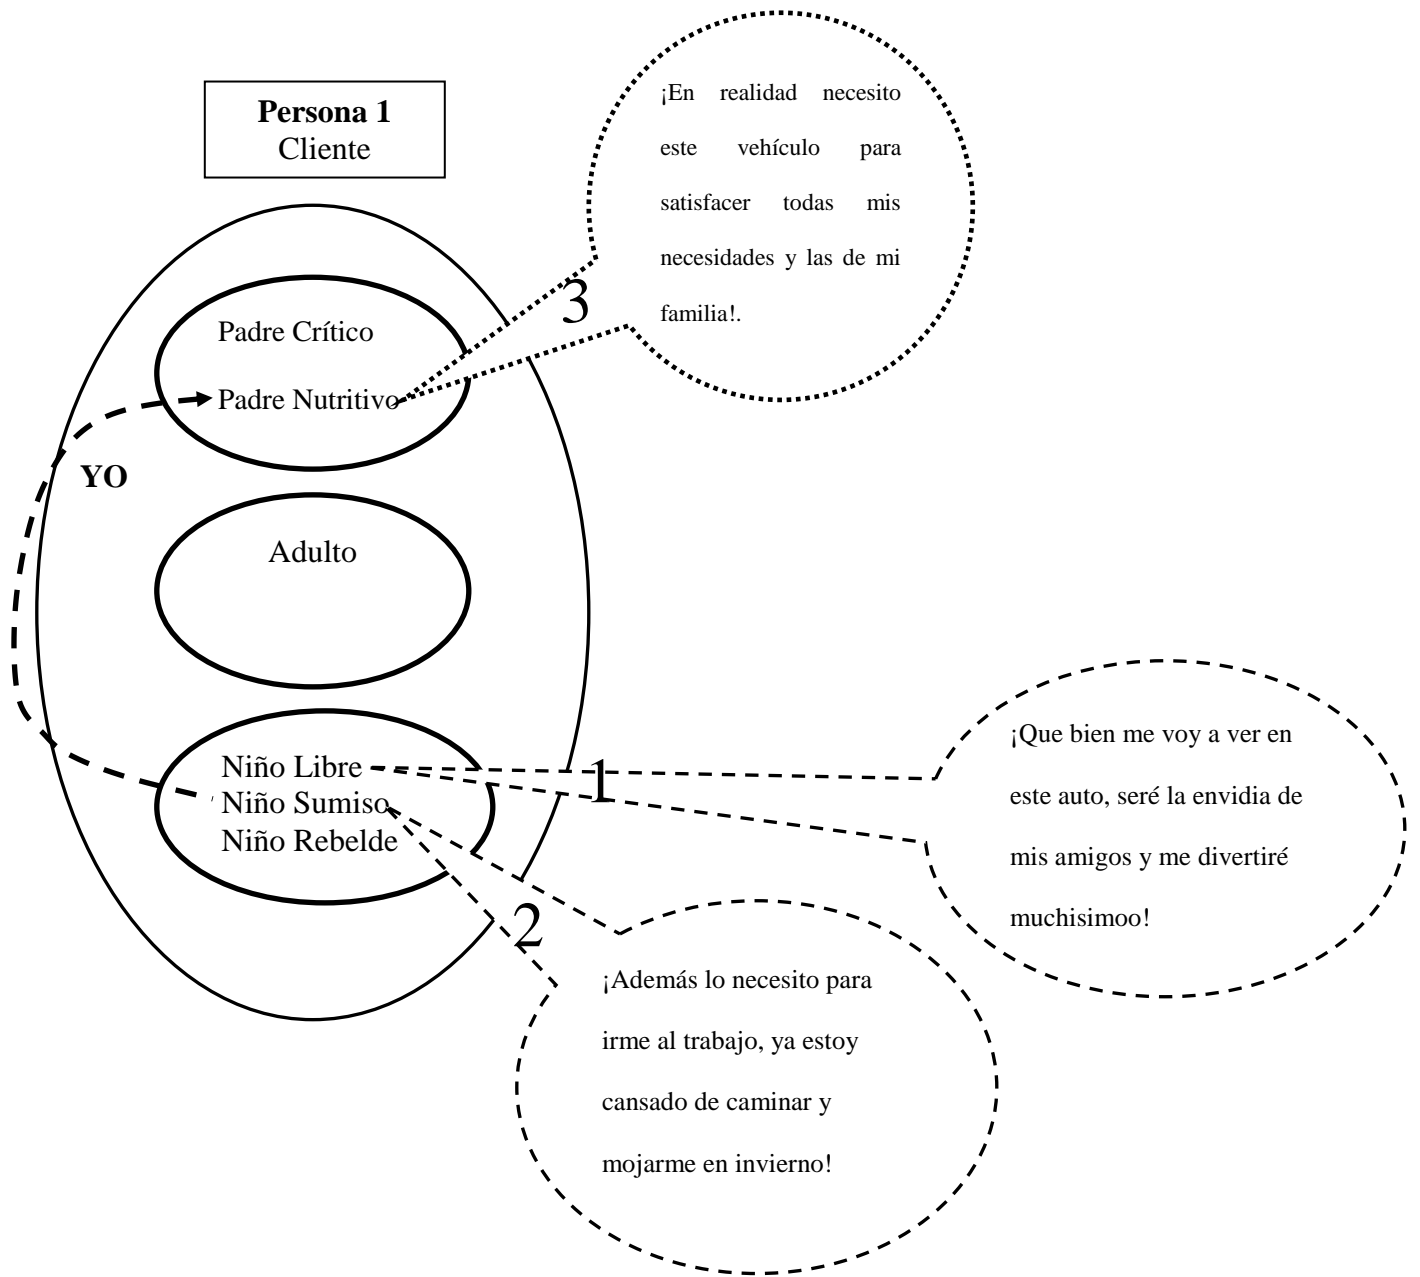 Persona 1
Cliente
¡En realidad necesito
este vehículo para
satisfacer todas mis
necesidades y las de mi
familia!.
3
Padre Crítico
Padre Nutritivo
YO
Adulto
Niño Libre
Niño Sumiso
Niño Rebelde
1
¡Que bien me voy a ver en
este auto, seré la envidia de
mis amigos y me divertiré
muchisimoo!
2
¡Además lo necesito para
irme al trabajo, ya estoy
cansado de caminar y
mojarme en invierno!